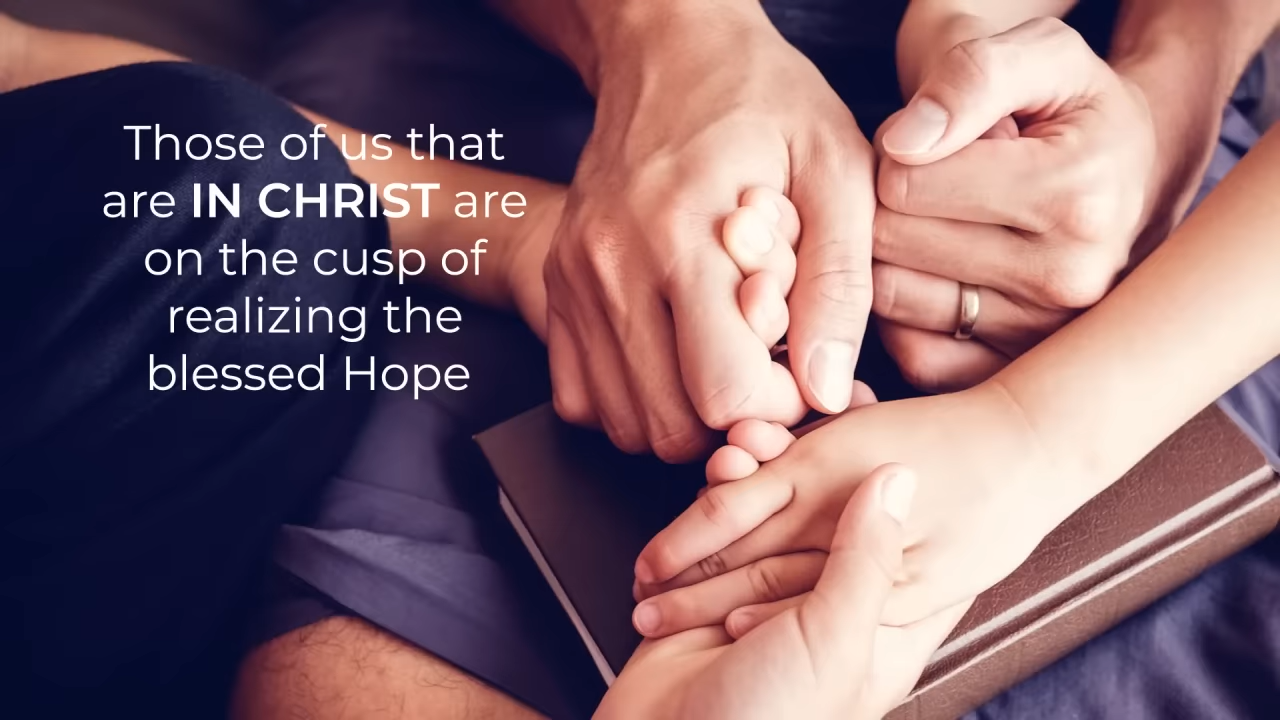 Those of us that
are IN CHRIST are
on the cusp of
realizing the
blessed Hope